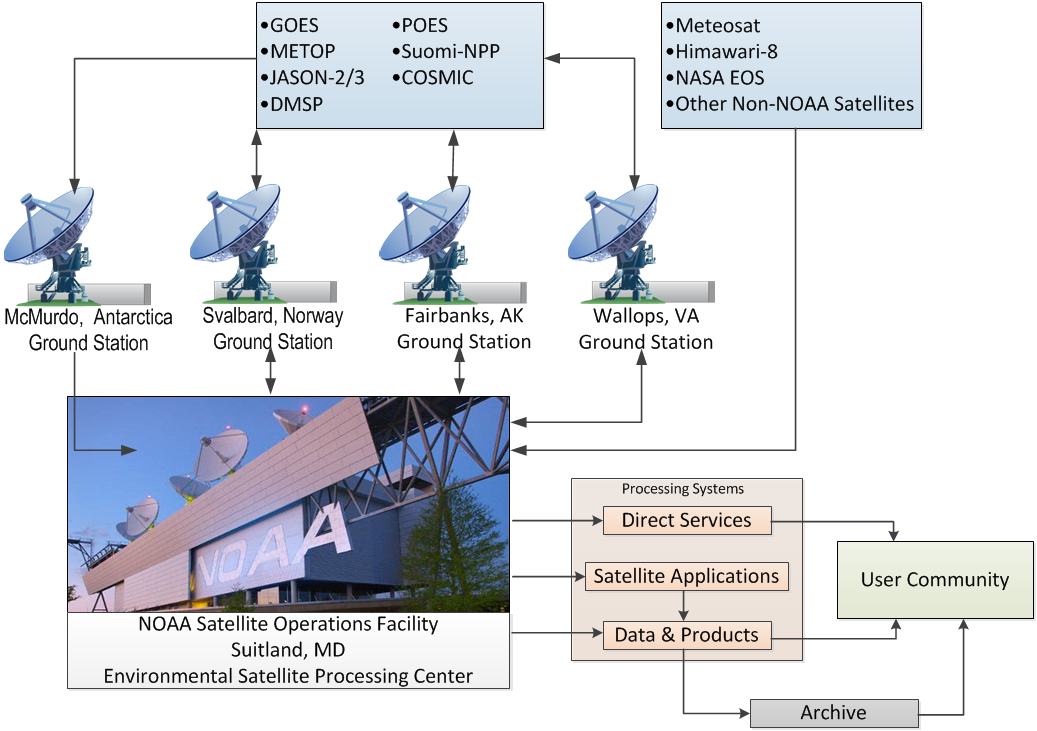 •GOES
•METOP
•JASON-2/3
•DMSP
•POES
•Suomi-NPP
•COSMIC
•Meteosat
•Himawari-8
•NASA EOS
•Other Non-NOAA Satellites
McMurdo, Antarctica
Ground Station
Svalbard, Norway
Ground Station
Fairbanks, AK
Ground Station
Wallops, VA
Ground Station
NOAA
NOAA Satellite Operations Facility
Suitland, MD
Environmental Satellite Processing Center
Processing Systems
Direct Services
Satellite Applications
Data & Products
User Community
Archive